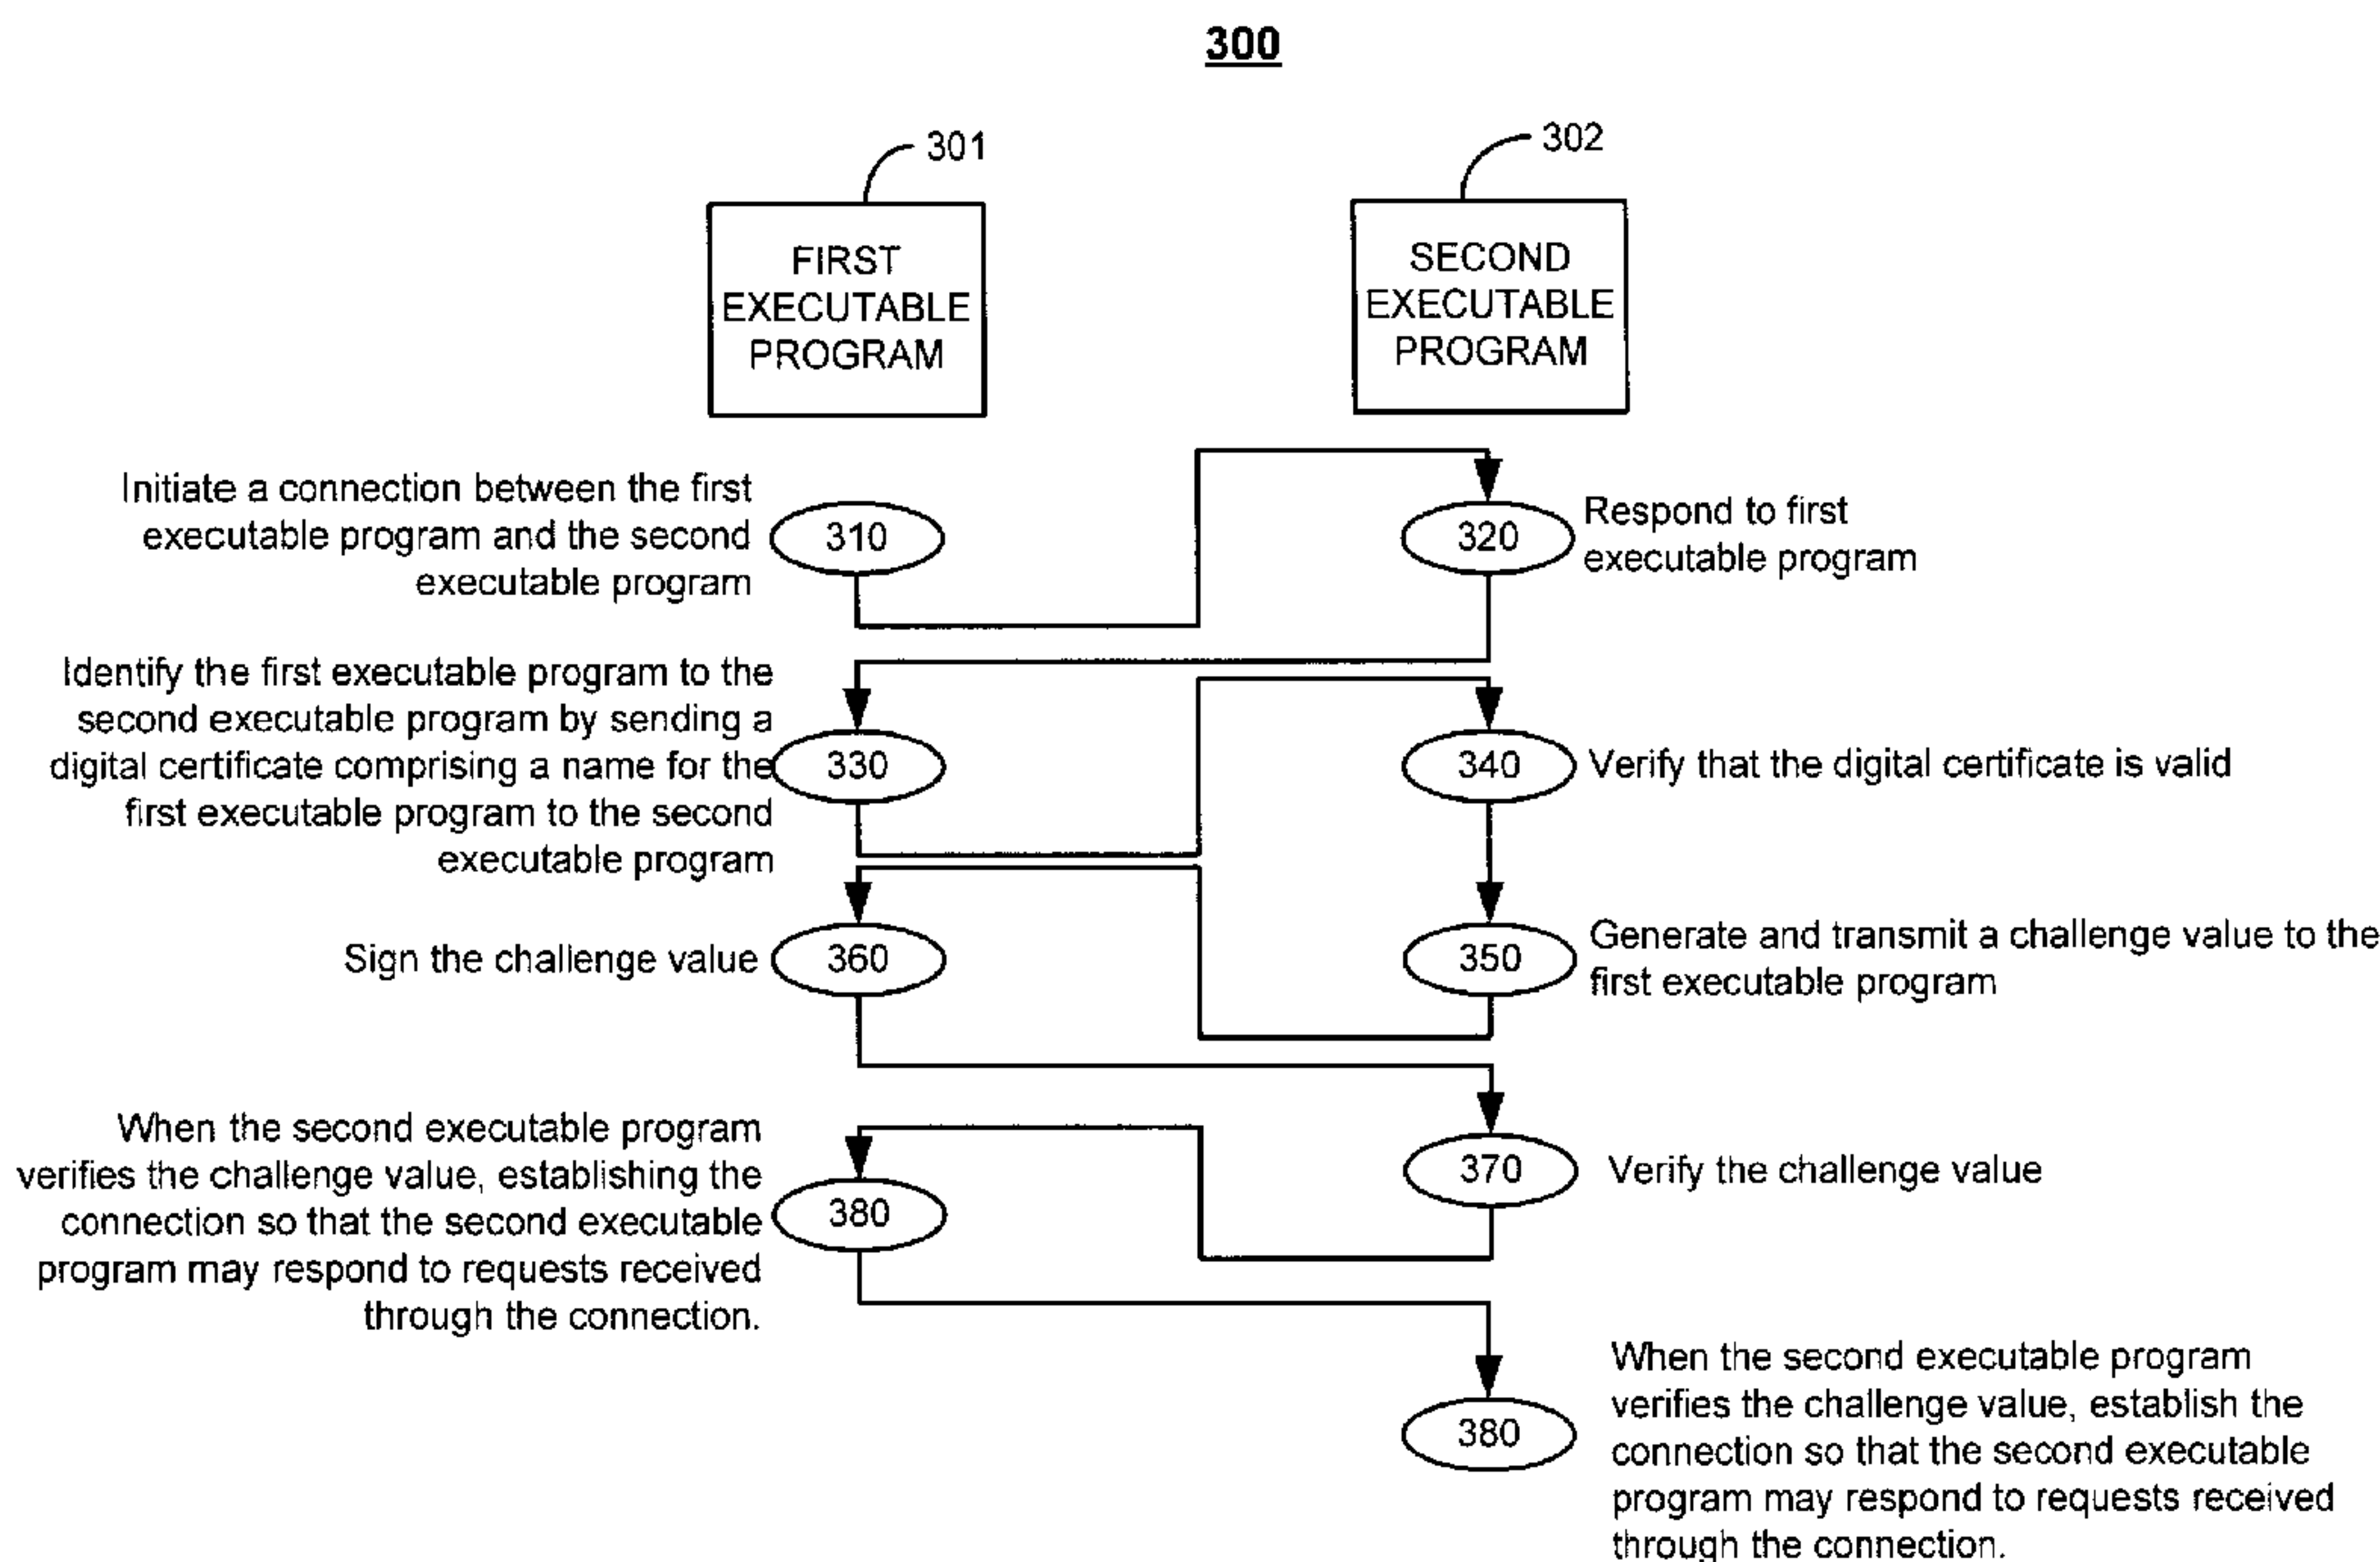 300
301
302
FIRST
EXECUTABLE
PROGRAM
SECOND
EXECUTABLE
PROGRAM
Initiate a connection between the first
executable program and the second
executable program
310
320
Respond to first
executable program
Identify the first executable program to the
second executable program by sending a
digital certificate comprising a name for the
first executable program to the second
executable program
330
340
Verify that the digital certificate is valid
Sign the challenge value
360
350
Generate and transmit a challenge value to the
first executable program
When the second executable program
verifies the challenge value, establishing the
connection so that the second executable
program may respond to requests received
through the connection.
380
370
Verify the challenge value
380
When the second executable program
verifies the challenge value, establish the
connection so that the second executable
program may respond to requests received
through the connection.